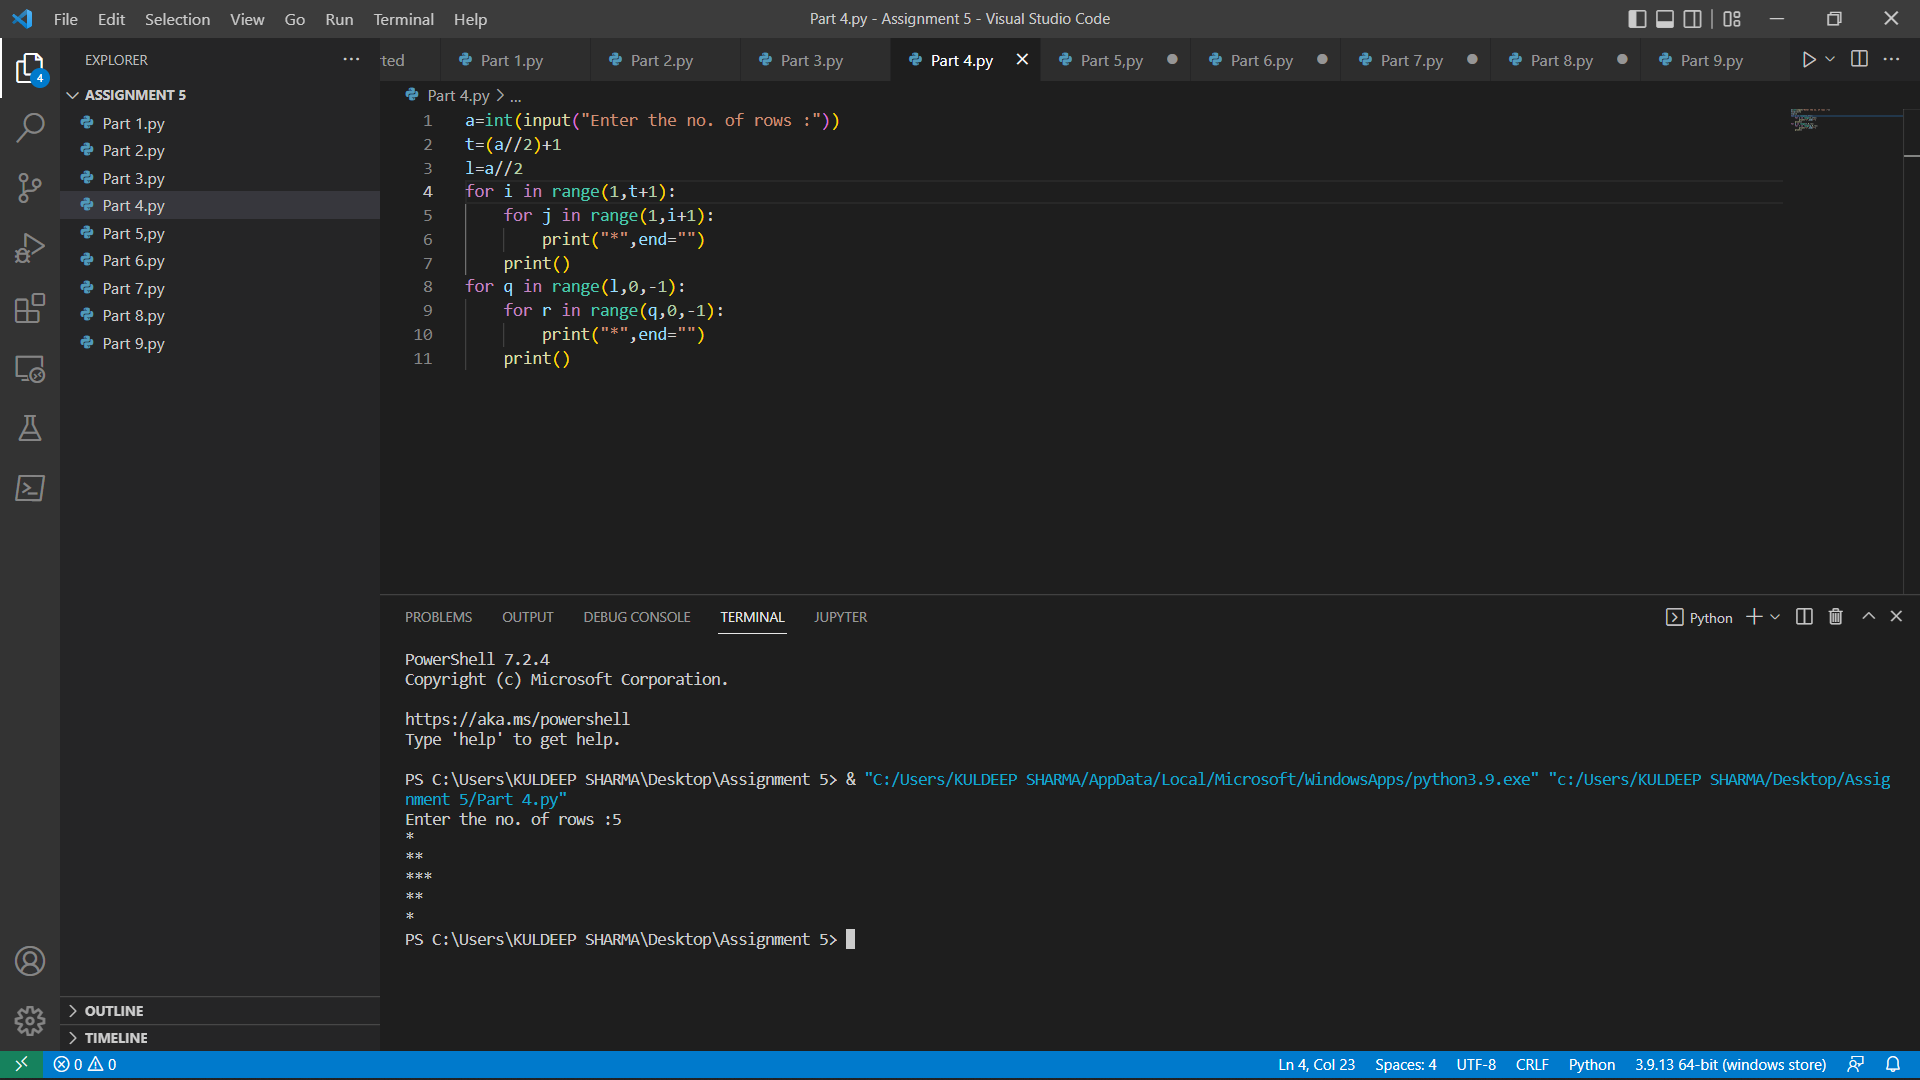 File Edit Selection View Go Run Terminal Help
Part 4.py - Assignment 5 - Visual Studio Code
4
EXPLORER
ASSIGNMENT 5
Part 1.py
Part 2.py
Part 3.py
Part 4.py
Part 5,py
Part 6.py
Part 7.py
Part 8.py
Part 9.py
OUTLINE
TIMELINE
rted Part 1.py Part 2.py Part 3.py Part 4.py Part 5,py Part 6.py Part 7.py Part 8.py Part 9.py
Part 4.py > ...
1 a=int(input("Enter the no. of rows :"))
2 t=(a//2)+1
3 l=a//2
4 for i in range(1,t+1):
5     for j in range(1,i+1):
6         print("*",end="")
7     print()
8 for q in range(l,0,-1):
9     for r in range(q,0,-1):
10         print("*",end="")
11     print()
PROBLEMS OUTPUT DEBUG CONSOLE TERMINAL JUPYTER
Python
PowerShell 7.2.4
Copyright (c) Microsoft Corporation.
https://aka.ms/powershell
Type 'help' to get help.
PS C:\Users\KULDEEP SHARMA\Desktop\Assignment 5> & "C:/Users/KULDEEP SHARMA/AppData/Local/Microsoft/WindowsApps/python3.9.exe" "c:/Users/KULDEEP SHARMA/Desktop/Assig
nment 5/Part 4.py"
Enter the no. of rows :5
*
**
***
**
*
PS C:\Users\KULDEEP SHARMA\Desktop\Assignment 5>
0 0 Ln 4, Col 23 Spaces: 4 UTF-8 CRLF Python 3.9.13 64-bit (windows store)